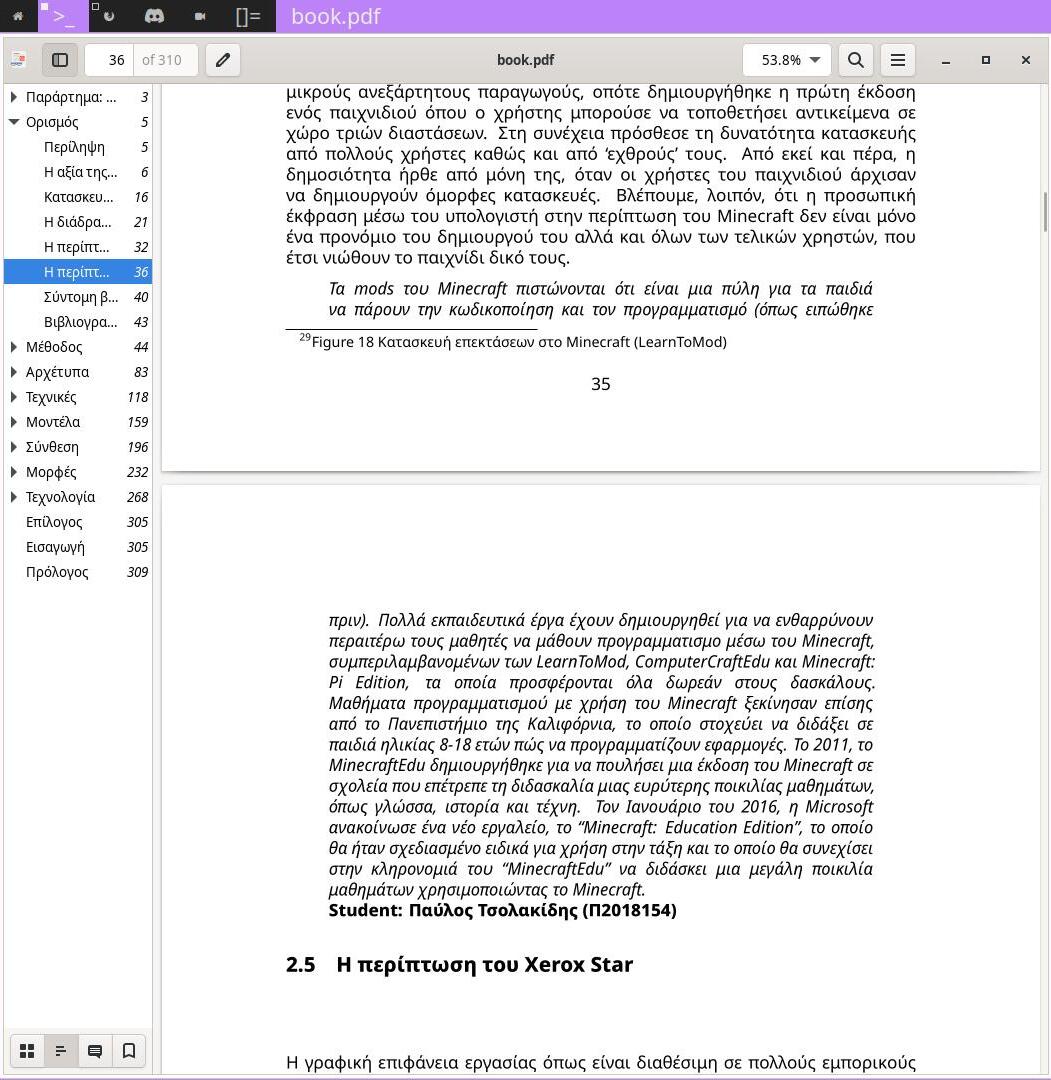 >_
[]=
book.pdf
36 of 310
book.pdf
53.8%
Παράρτημα: ... 3
Ορισμός 5
Περίληψη 5
Η αξία της... 6
Κατασκευ... 16
Η διάδρα... 21
Η περίπτ... 32
Η περίπτ... 36
Σύντομη β... 40
Βιβλιογρα... 43
Μέθοδος 44
Αρχέτυπα 83
Τεχνικές 118
Μοντέλα 159
Σύνθεση 196
Μορφές 232
Τεχνολογία 268
Επίλογος 305
Εισαγωγή 305
Πρόλογος 309
μικρούς ανεξάρτητους παραγωγούς, οπότε δημιουργήθηκε η πρώτη έκδοση
ενός παιχνιδιού όπου ο χρήστης μπορούσε να τοποθετήσει αντικείμενα σε
χώρο τριών διαστάσεων. Στη συνέχεια πρόσθεσε τη δυνατότητα κατασκευής
από πολλούς χρήστες καθώς και από ‘εχθρούς’ τους. Από εκεί και πέρα, η
δημοσιότητα ήρθε από μόνη της, όταν οι χρήστες του παιχνιδιού άρχισαν
να δημιουργούν όμορφες κατασκευές. Βλέπουμε, λοιπόν, ότι η προσωπική
έκφραση μέσω του υπολογιστή στην περίπτωση του Minecraft δεν είναι μόνο
ένα προνόμιο του δημιουργού του αλλά και όλων των τελικών χρηστών, που
έτσι νιώθουν το παιχνίδι δικό τους.
Τα mods του Minecraft πιστώνονται ότι είναι μια πύλη για τα παιδιά
να πάρουν την κωδικοποίηση και τον προγραμματισμό (όπως ειπώθηκε
29Figure 18 Κατασκευή επεκτάσεων στο Minecraft (LearnToMod)
35
πριν). Πολλά εκπαιδευτικά έργα έχουν δημιουργηθεί για να ενθαρρύνουν
περαιτέρω τους μαθητές να μάθουν προγραμματισμο μέσω του Minecraft,
συμπεριλαμβανομένων των LearnToMod, ComputerCraftEdu και Minecraft:
Pi Edition, τα οποία προσφέρονται όλα δωρεάν στους δασκάλους.
Μαθήματα προγραμματισμού με χρήση του Minecraft ξεκίνησαν επίσης
από το Πανεπιστήμιο της Καλιφόρνια, το οποίο στοχεύει να διδάξει σε
παιδιά ηλικίας 8-18 ετών πώς να προγραμματίζουν εφαρμογές. Το 2011, το
MinecraftEdu δημιουργήθηκε για να πουλήσει μια έκδοση του Minecraft σε
σχολεία που επέτρεπε τη διδασκαλία μιας ευρύτερης ποικιλίας μαθημάτων,
όπως γλώσσα, ιστορία και τέχνη. Τον Ιανουάριο του 2016, η Microsoft
ανακοίνωσε ένα νέο εργαλείο, το “Minecraft: Education Edition”, το οποίο
θα ήταν σχεδιασμένο ειδικά για χρήση στην τάξη και το οποίο θα συνεχίσει
στην κληρονομιά του “MinecraftEdu” να διδάσκει μια μεγάλη ποικιλία
μαθημάτων χρησιμοποιώντας το Minecraft.
Student: Παύλος Τσολακίδης (Π2018154)
2.5 Η περίπτωση του Xerox Star
Η γραφική επιφάνεια εργασίας όπως είναι διαθέσιμη σε πολλούς εμπορικούς